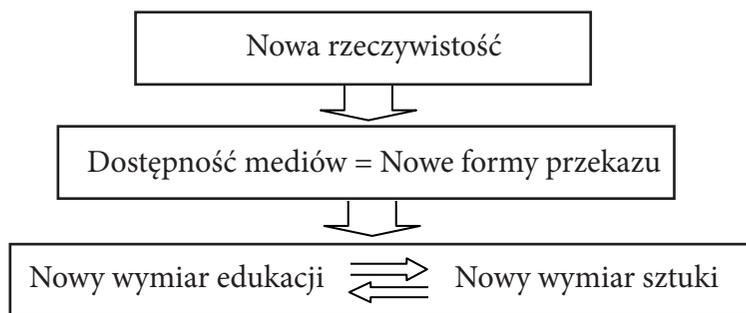 Nowa rzeczywistość
Dostępność mediów = Nowe formy przekazu
Nowy wymiar edukacji Nowy wymiar sztuki